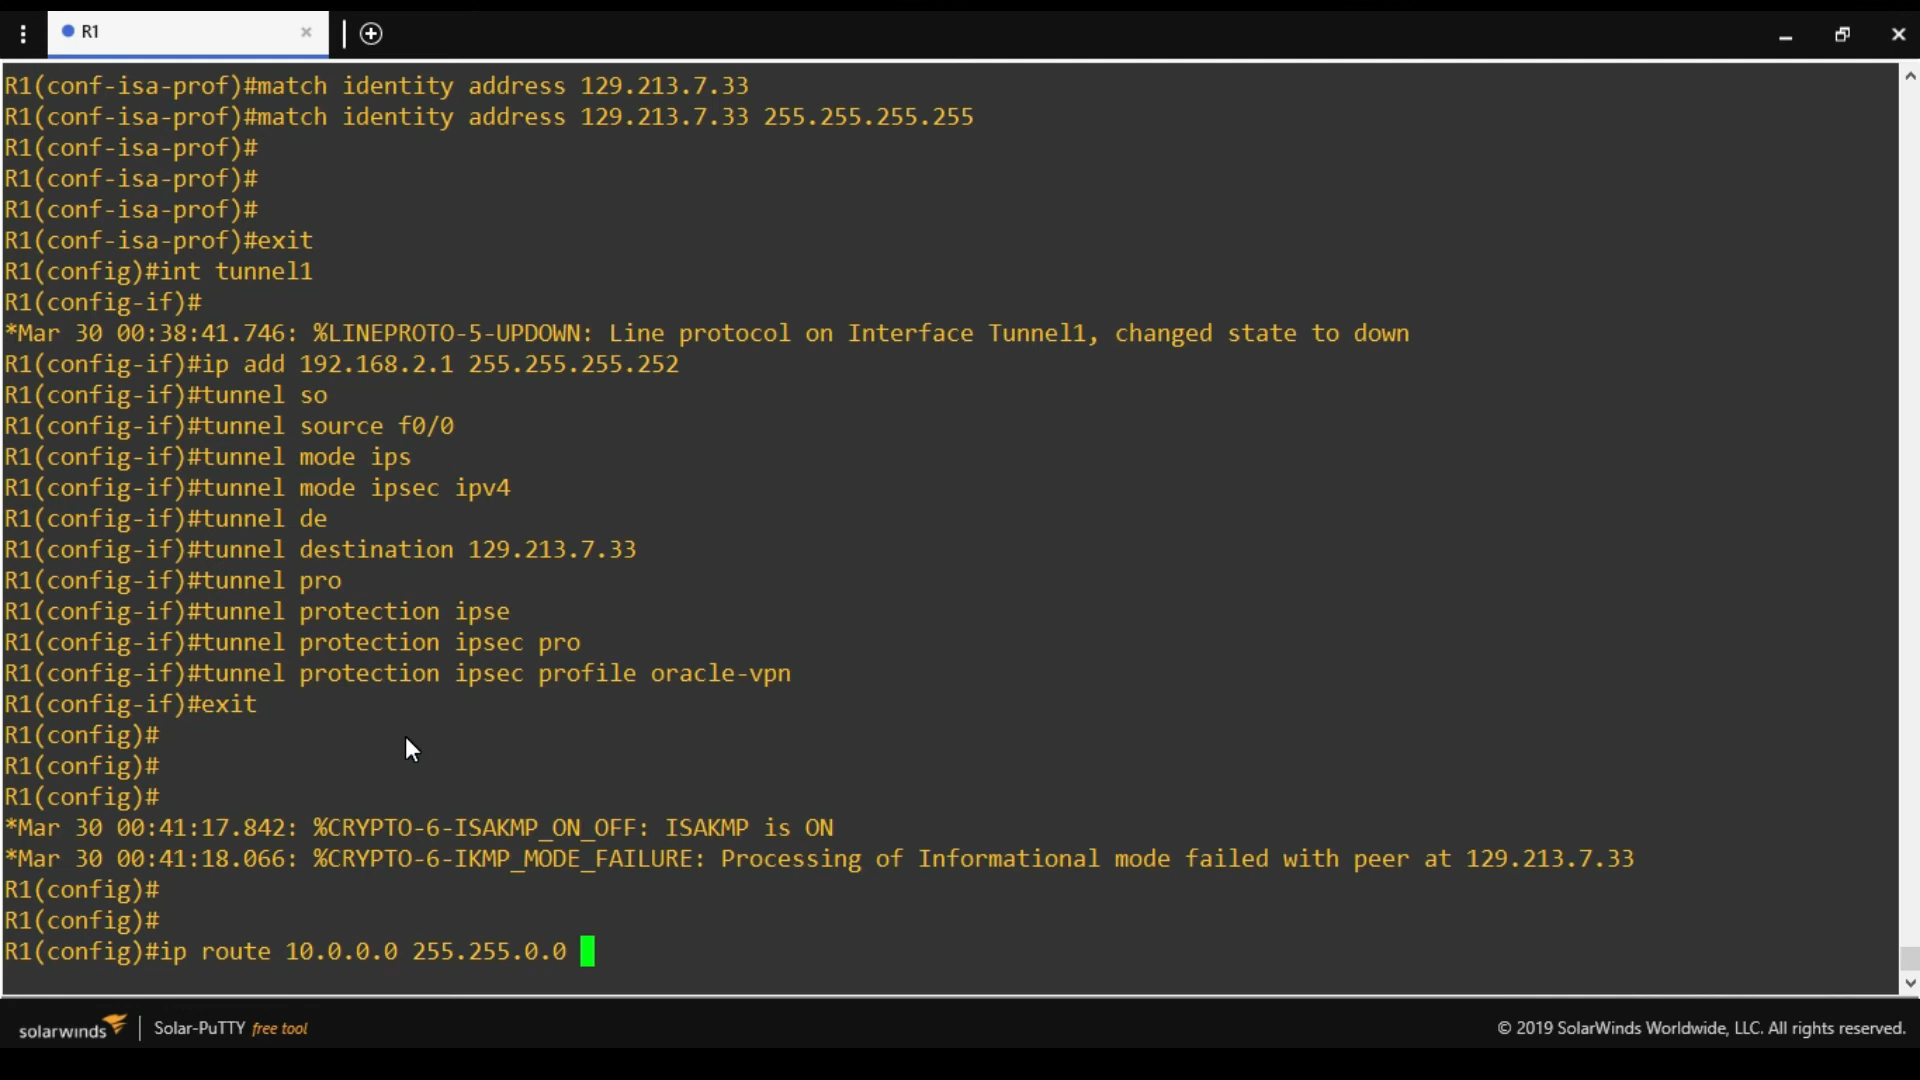 R1
R1(conf-isa-prof)#match identity address 129.213.7.33
R1(conf-isa-prof)#match identity address 129.213.7.33 255.255.255.255
R1(conf-isa-prof)#
R1(conf-isa-prof)#
R1(conf-isa-prof)#
R1(conf-isa-prof)#exit
R1(config)#int tunnel1
R1(config-if)#
*Mar 30 00:38:41.746: %LINEPROTO-5-UPDOWN: Line protocol on Interface Tunnel1, changed state to down
R1(config-if)#ip add 192.168.2.1 255.255.255.252
R1(config-if)#tunnel so
R1(config-if)#tunnel source f0/0
R1(config-if)#tunnel mode ips
R1(config-if)#tunnel mode ipsec ipv4
R1(config-if)#tunnel de
R1(config-if)#tunnel destination 129.213.7.33
R1(config-if)#tunnel pro
R1(config-if)#tunnel protection ipse
R1(config-if)#tunnel protection ipsec pro
R1(config-if)#tunnel protection ipsec profile oracle-vpn
R1(config-if)#exit
R1(config)#
R1(config)#
R1(config)#
*Mar 30 00:41:17.842: %CRYPTO-6-ISAKMP_ON_OFF: ISAKMP is ON
*Mar 30 00:41:18.066: %CRYPTO-6-IKMP_MODE_FAILURE: Processing of Informational mode failed with peer at 129.213.7.33
R1(config)#
R1(config)#
R1(config)#ip route 10.0.0.0 255.255.0.0
solarwinds Solar-PuTTY free tool © 2019 SolarWinds Worldwide, LLC. All rights reserved.